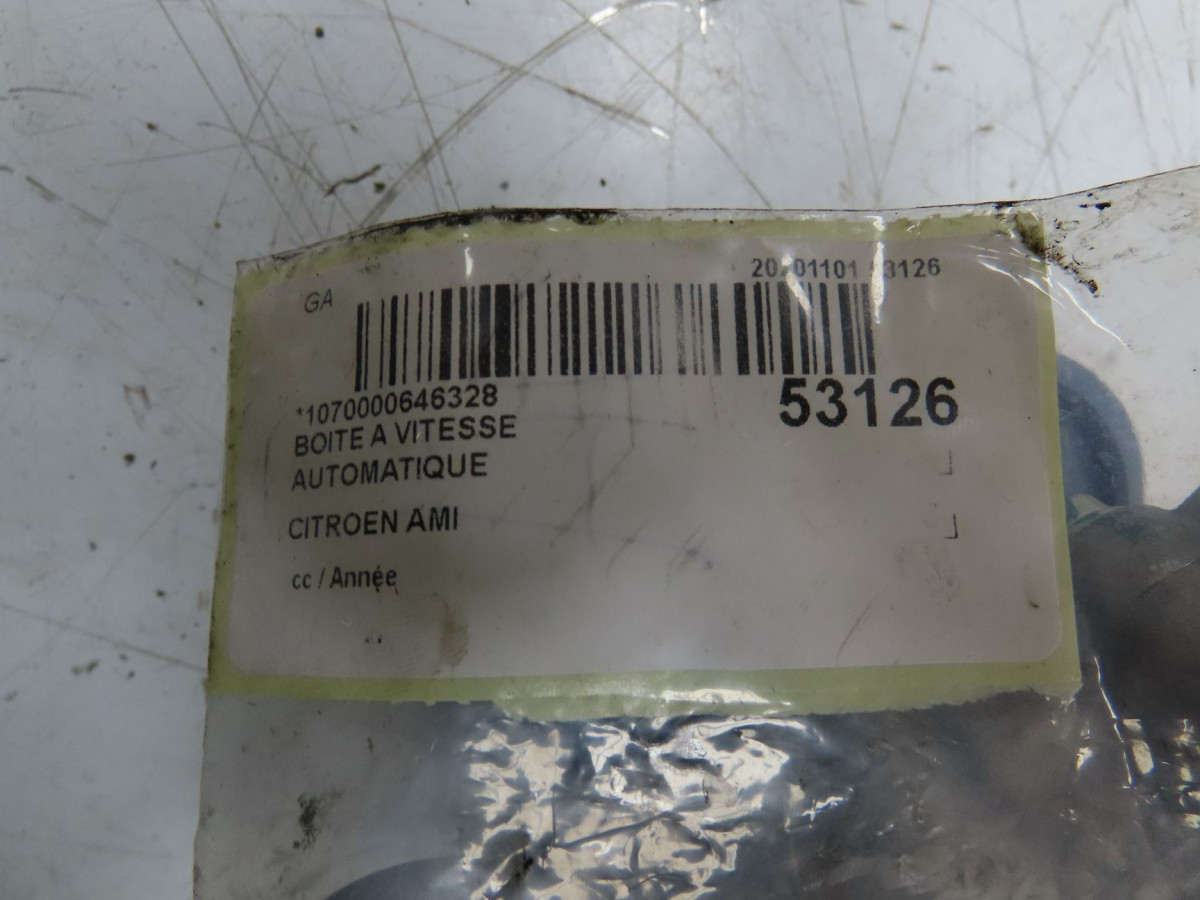 GA
*1070000646328
53126
BOITE A VITESSE
AUTOMATIQUE
CITROEN AMI
cc / Année